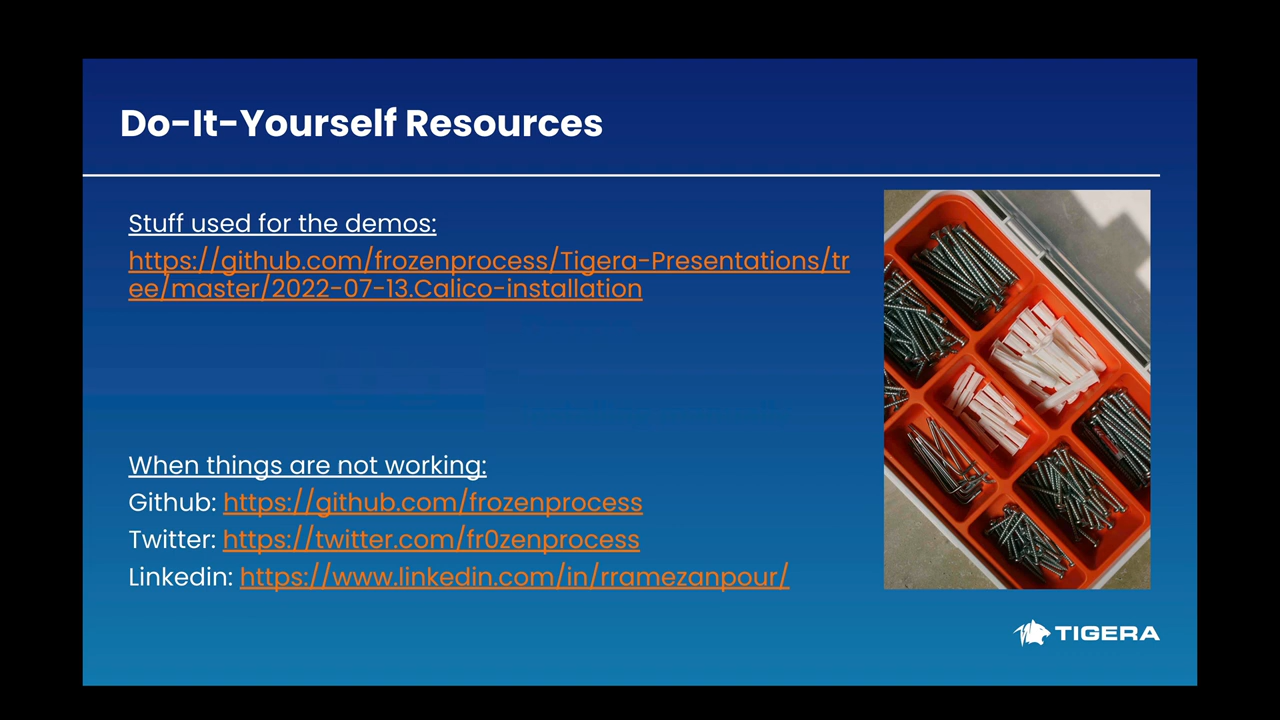 Do-It-Yourself Resources
Stuff used for the demos:
https://github.com/frozenprocess/Tigera-Presentations/tr
ee/master/2022-07-13.Calico-installation
When things are not working:
Github: https://github.com/frozenprocess
Twitter: https://twitter.com/fr0zenprocess
Linkedin: https://www.linkedin.com/in/rramezanpour/
TIGERA